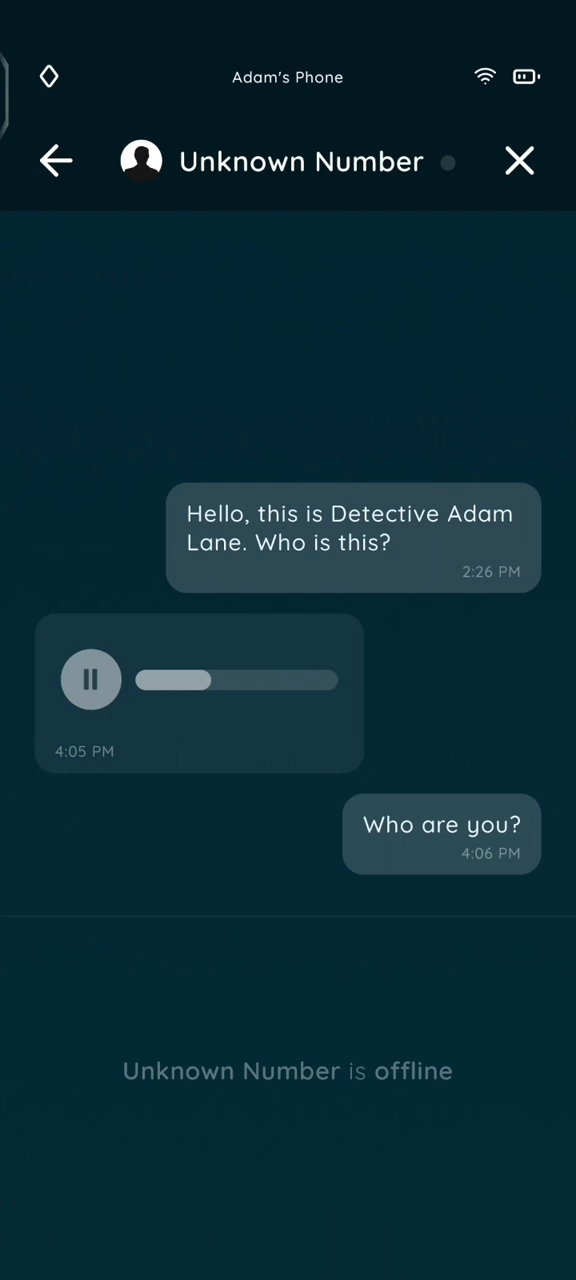 Adam's Phone
Unknown Number
Hello, this is Detective Adam
Lane. Who is this?
2:26 PM
4:05 PM
Who are you?
4:06 PM
Unknown Number is offline